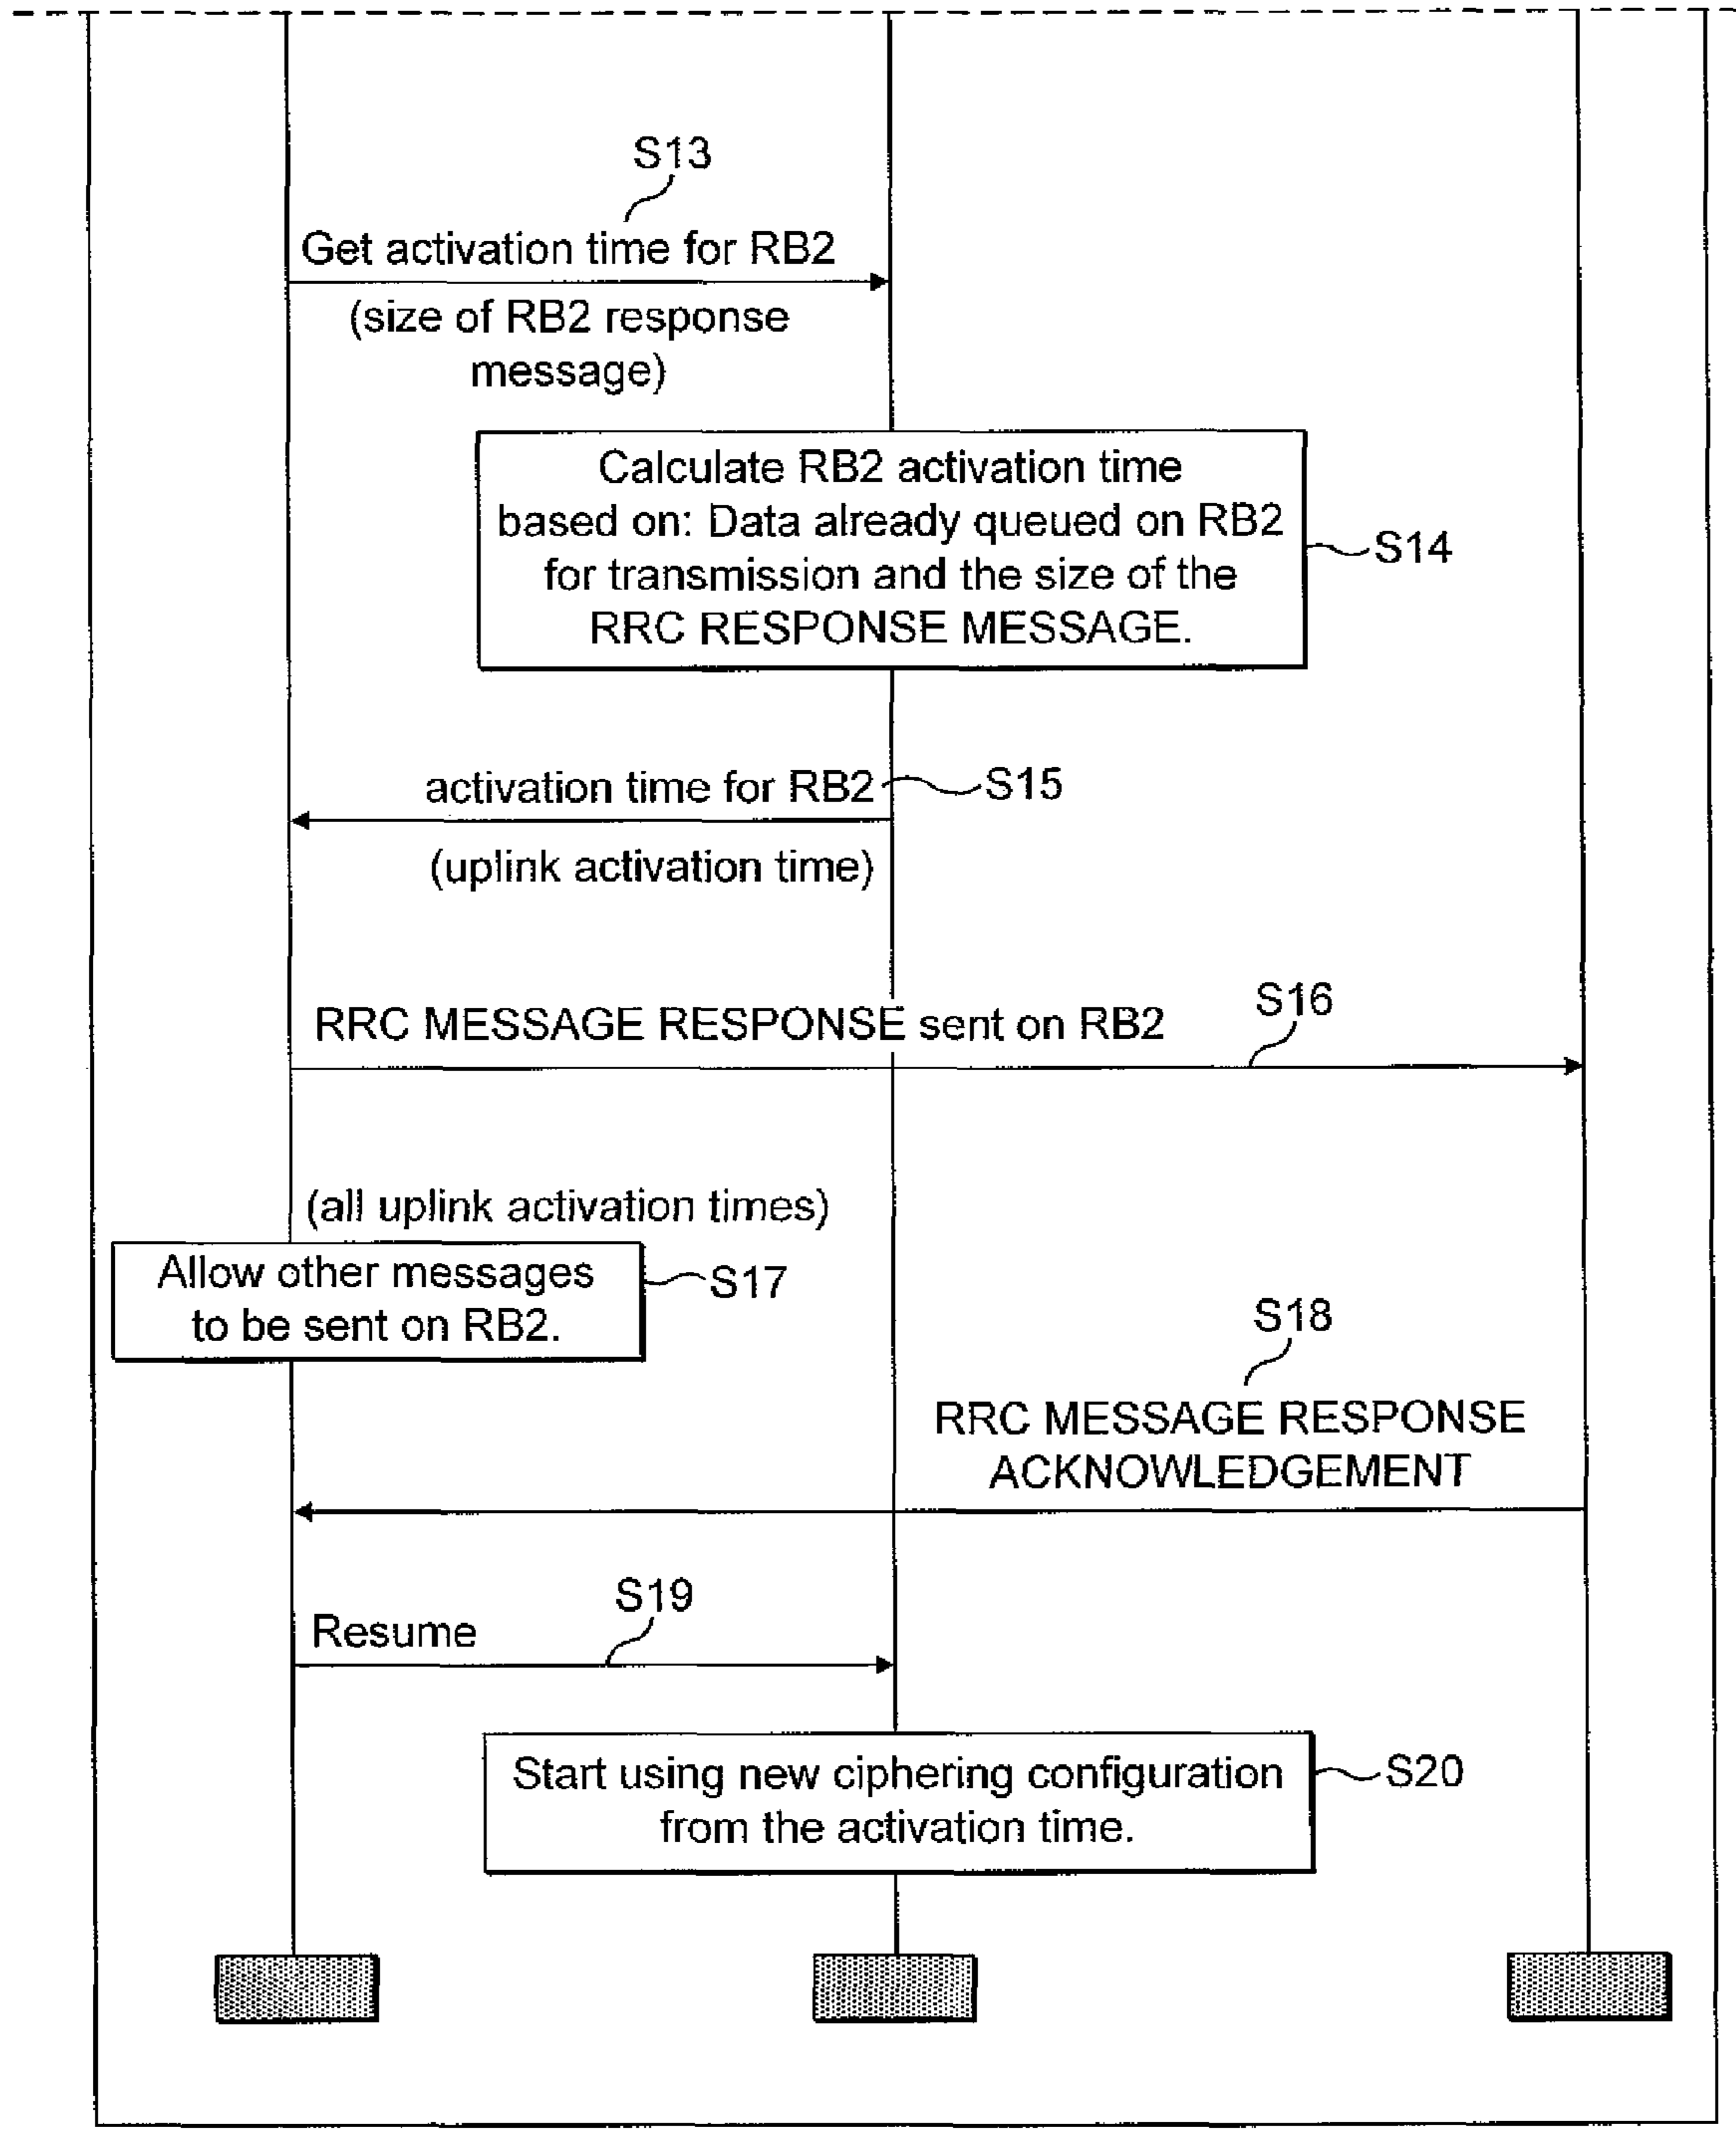 S13
Get activation time for RB2
(size of RB2 response
message)
Calculate RB2 activation time
based on: Data already queued on RB2
for transmission and the size of the
RRC RESPONSE MESSAGE.
S14
activation time for RB2
S15
(uplink activation time)
S16
RRC MESSAGE RESPONSE sent on RB2
(all uplink activation times)
Allow other messages
to be sent on RB2.
S17
S18
RRC MESSAGE RESPONSE
ACKNOWLEDGEMENT
S19
Resume
Start using new ciphering configuration
from the activation time.
S20